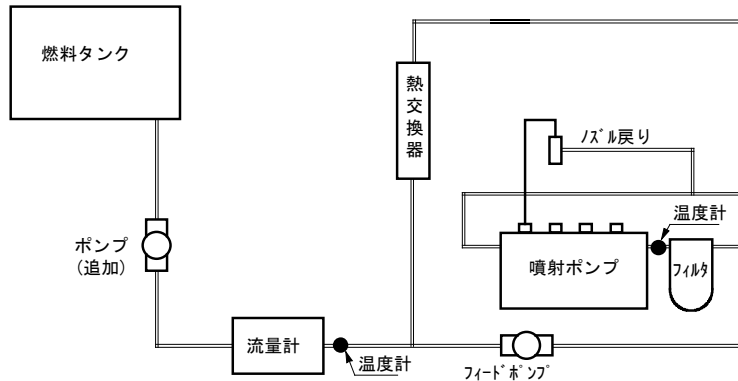 燃料タンク
熱交換器
ノズル戻り
温度計
ポンプ
(追加)
噴射ポンプ
フィルタ
流量計
温度計
フィードポンプ